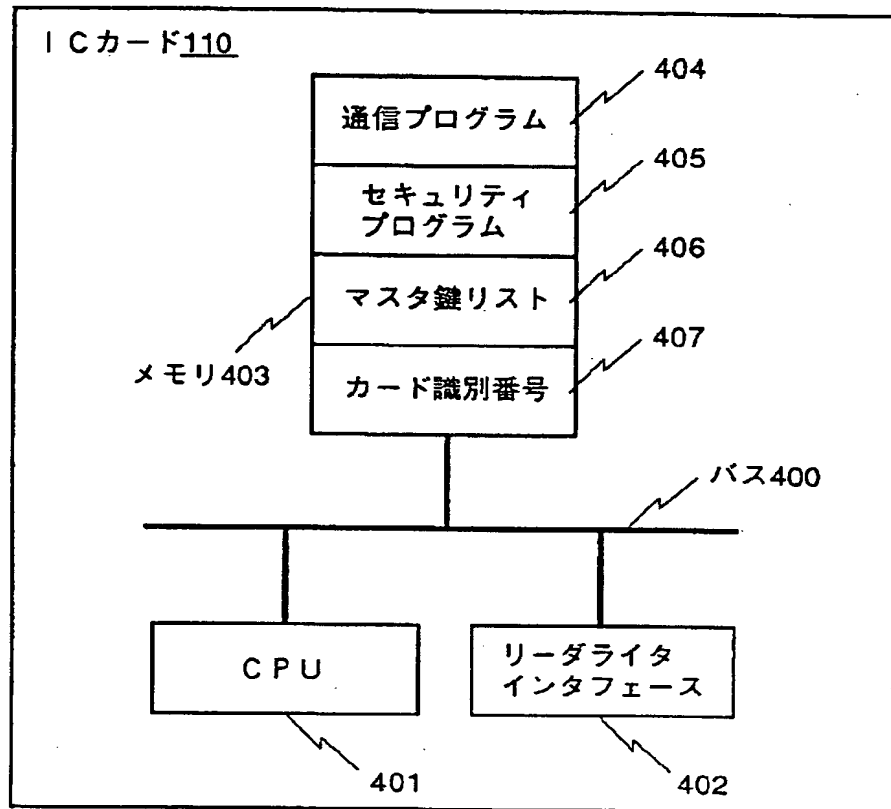 ICカード110
404
通信プログラム
405
セキュリティ
プログラム
406
マスタ鍵リスト
407
メモリ403
カード識別番号
バス400
CPU
リーダライタ
インタフェース
401
402